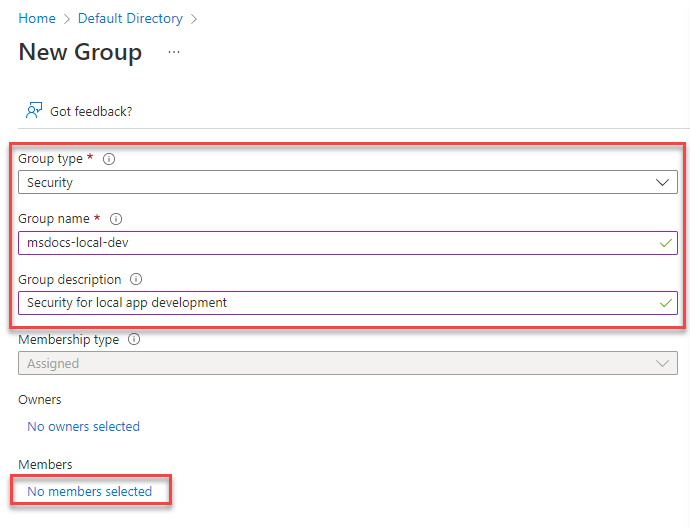 Home > Default Directory >
New Group ...
Got feedback?
Group type *
Security
Group name *
msdocs-local-dev
Group description
Security for local app development
Membership type
Assigned
Owners
No owners selected
Members
No members selected